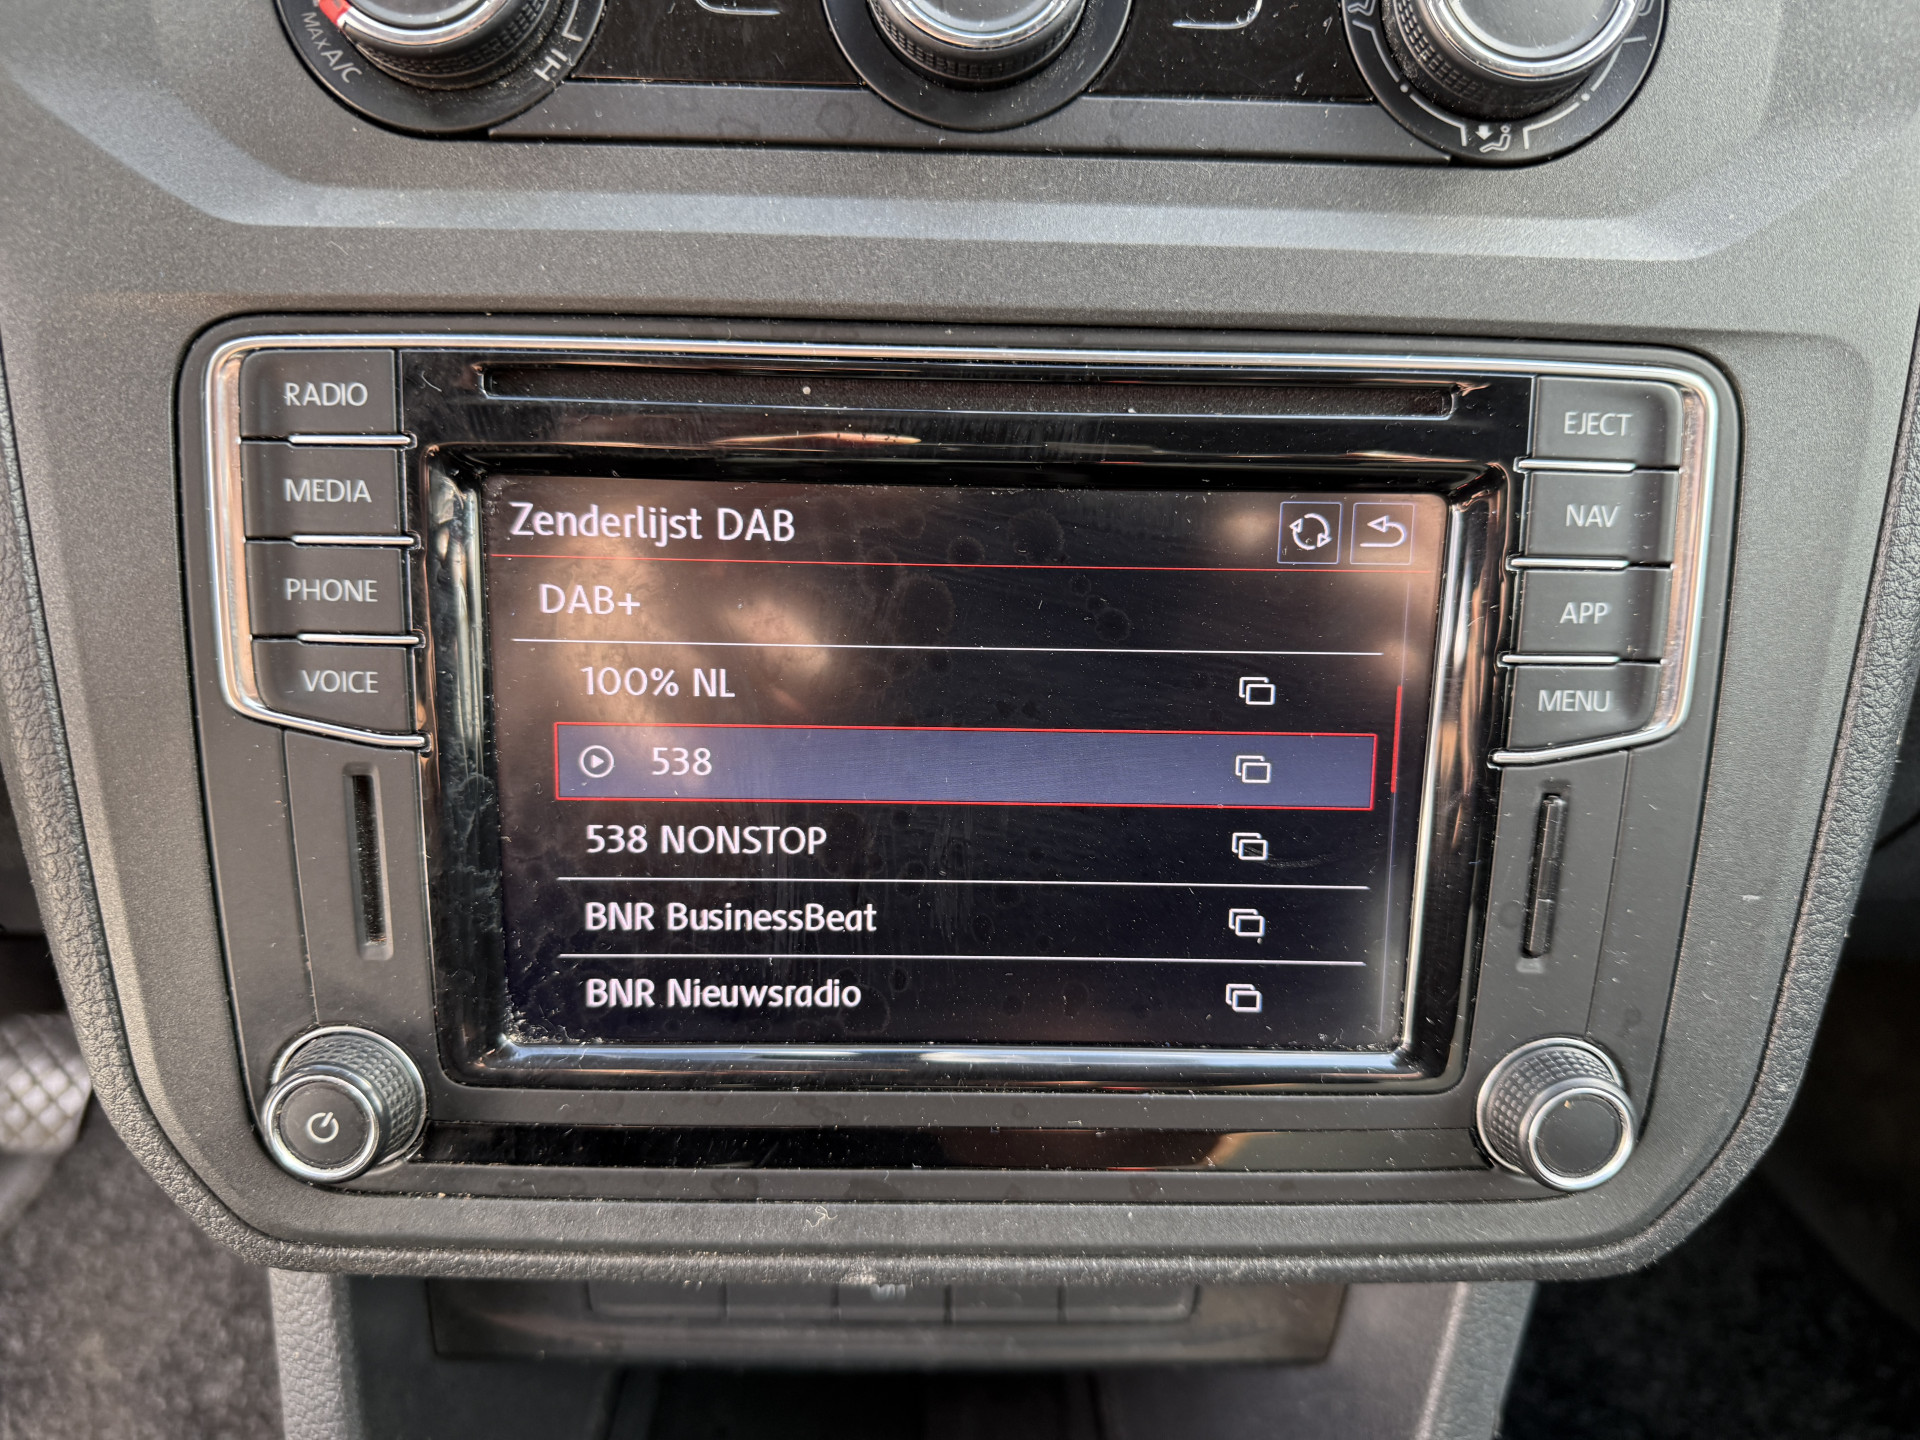 MAX A/C
HI
RADIO
MEDIA
PHONE
VOICE
EJECT
NAV
APP
MENU
Zenderlijst DAB
DAB+
100% NL
538
538 NONSTOP
BNR BusinessBeat
BNR Nieuwsradio